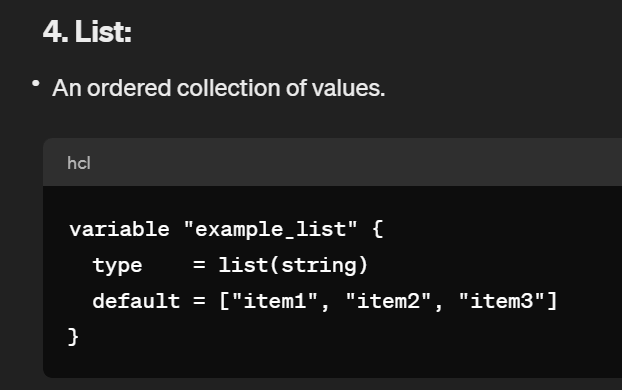 4. List:
• An ordered collection of values.
hcl
variable "example_list" {
  type    = list(string)
  default = ["item1", "item2", "item3"]
}